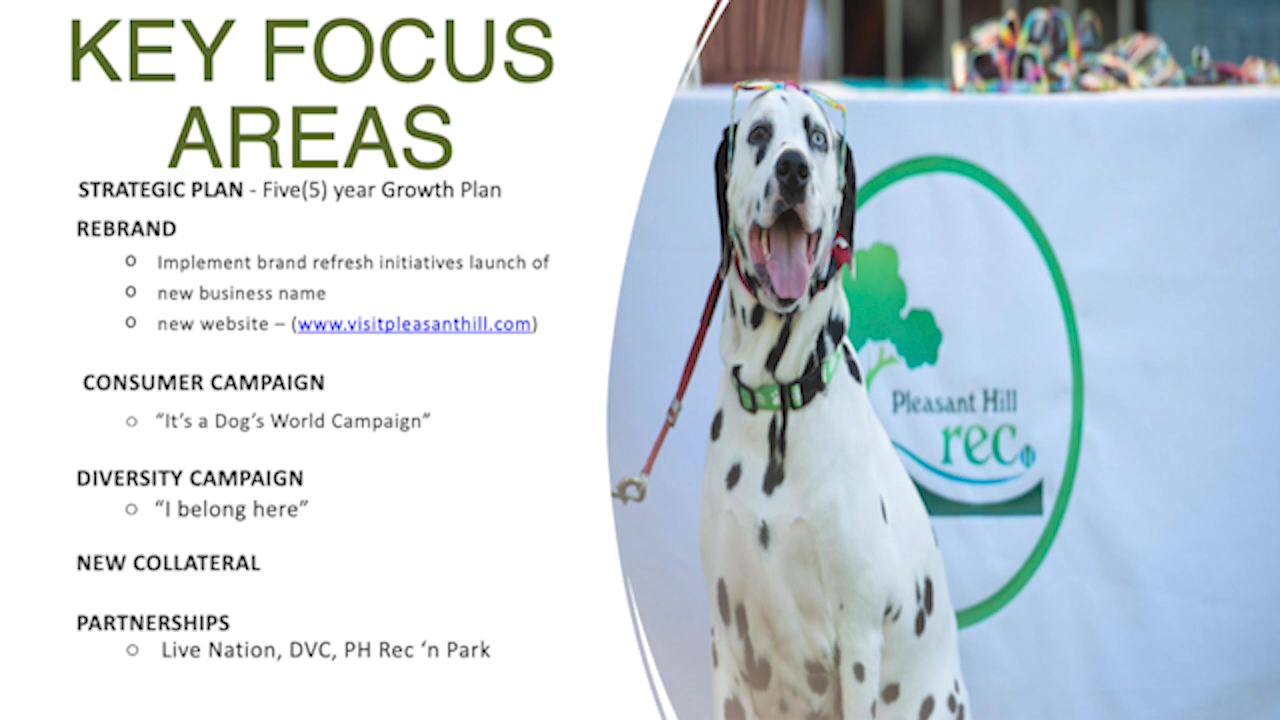 KEY FOCUS
AREAS
STRATEGIC PLAN - Five(5) year Growth Plan
REBRAND
o Implement brand refresh initiatives launch of
o new business name
o new website – (www.visitpleasanthill.com)
CONSUMER CAMPAIGN
o “It’s a Dog’s World Campaign”
DIVERSITY CAMPAIGN
o “I belong here”
NEW COLLATERAL
PARTNERSHIPS
o Live Nation, DVC, PH Rec ‘n Park
Pleasant Hill
rec